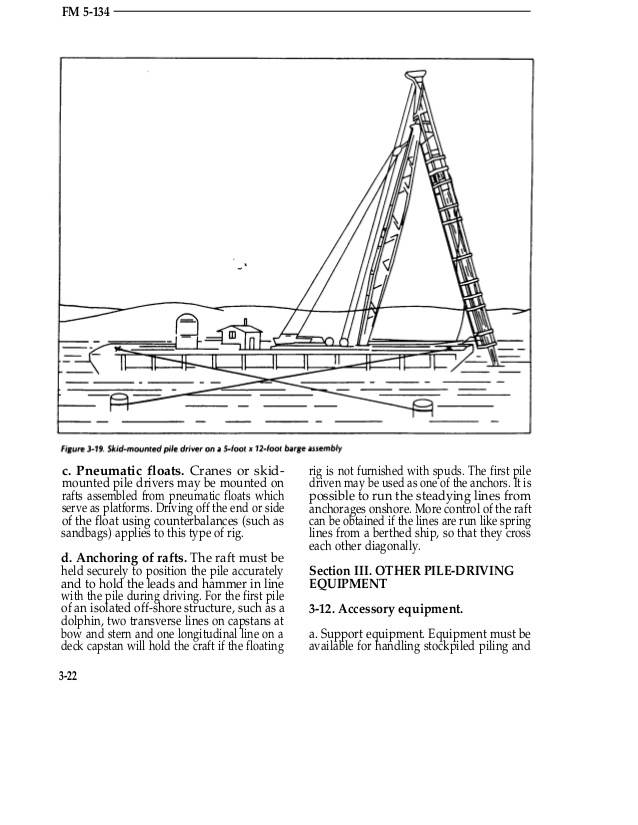 FM 5-134
Figure 3-19. Skid-mounted pile driver on a 5-foot x 12-foot barge assembly
c. Pneumatic floats. Cranes or skid-
mounted pile drivers may be mounted on
rafts assembled from pneumatic floats which
serve as platforms. Driving off the end or side
of the float using counterbalances (such as
sandbags) applies to this type of rig.
d. Anchoring of rafts. The raft must be
held securely to position the pile accurately
and to hold the leads and hammer in line
with the pile during driving. For the first pile
of an isolated off-shore structure, such as a
dolphin, two transverse lines on capstans at
bow and stern and one longitudinal line on a
deck capstan will hold the craft if the floating
rig is not furnished with spuds. The first pile
driven may be used as one of the anchors. It is
possible to run the steadying lines from
anchorages onshore. More control of the raft
can be obtained if the lines are run like spring
lines from a berthed ship, so that they cross
each other diagonally.
Section III. OTHER PILE-DRIVING
EQUIPMENT
3-12. Accessory equipment.
a. Support equipment. Equipment must be
available for handling stockpiled piling and
3-22